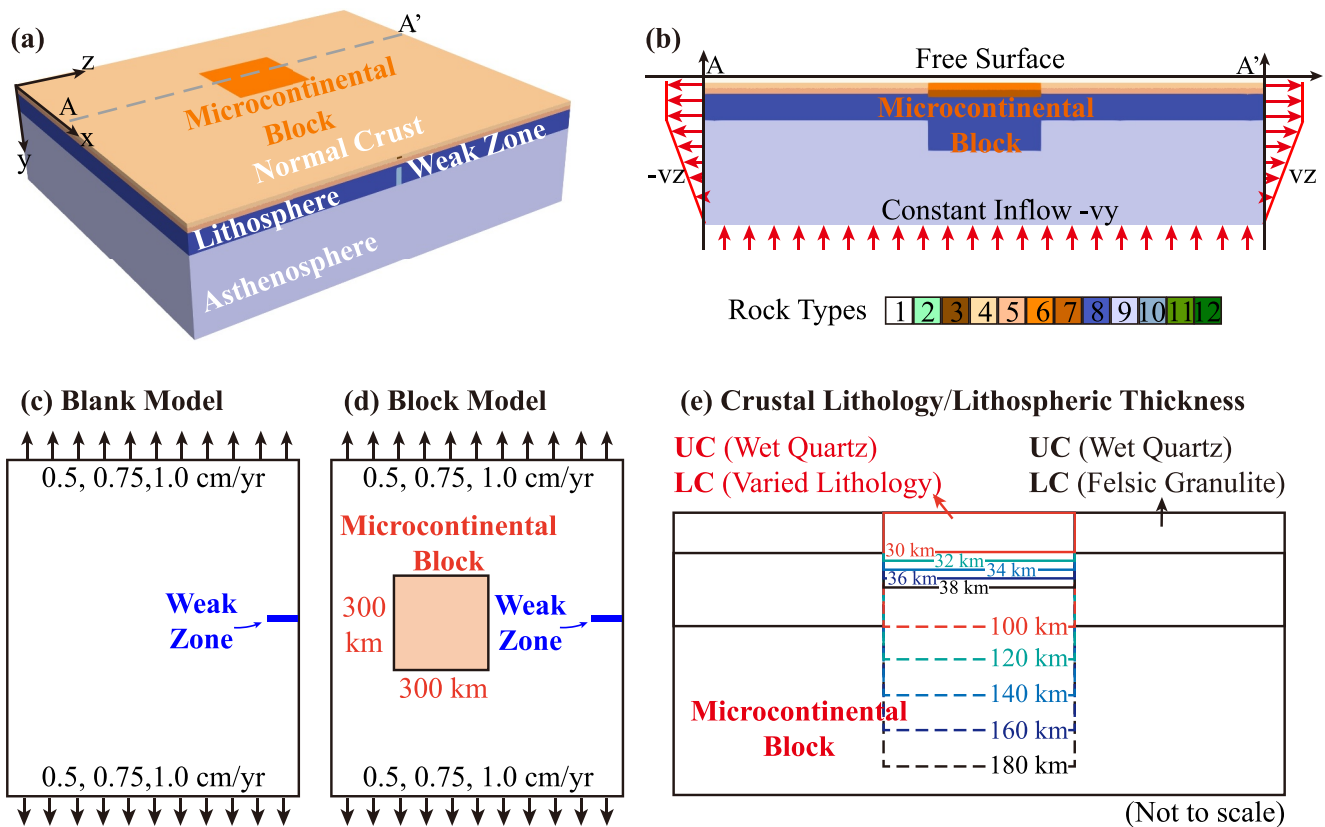 (a)
A'
z
A
x
y
Microcontinental
Block
Normal Crust
Weak Zone
Lithosphere
Asthenosphere
(b)
A
Free Surface
A'
Microcontinental
Block
-vz
vz
Constant Inflow -vy
Rock Types 1 2 3 4 5 6 7 8 9 10 11 12
(c) Blank Model
0.5, 0.75,1.0 cm/yr
Weak
Zone
0.5, 0.75,1.0 cm/yr
(d) Block Model
0.5, 0.75, 1.0 cm/yr
Microcontinental
Block
300
km
300 km
Weak
Zone
0.5, 0.75, 1.0 cm/yr
(e) Crustal Lithology/Lithospheric Thickness
UC (Wet Quartz)
LC (Varied Lithology)
UC (Wet Quartz)
LC (Felsic Granulite)
30 km
32 km
34 km
36 km
38 km
100 km
120 km
140 km
160 km
180 km
Microcontinental
Block
(Not to scale)